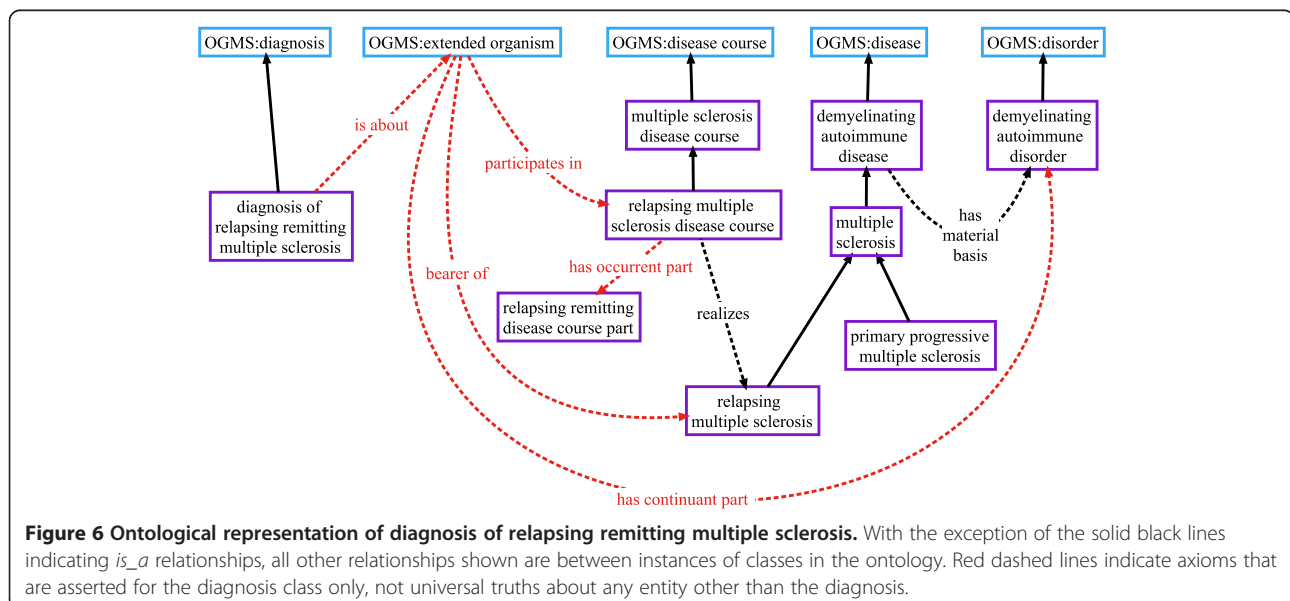 OGMS:diagnosis
OGMS:extended organism
OGMS:disease course
OGMS:disease
OGMS:disorder
multiple sclerosis
disease course
demyelinating
autoimmune
disease
demyelinating
autoimmune
disorder
is about
participates in
diagnosis of
relapsing remitting
multiple sclerosis
relapsing multiple
sclerosis disease course
multiple
sclerosis
has
material
basis
bearer of
has occurrent part
relapsing remitting
disease course part
realizes
primary progressive
multiple sclerosis
relapsing
multiple sclerosis
has continuant part
Figure 6 Ontological representation of diagnosis of relapsing remitting multiple sclerosis. With the exception of the solid black lines
indicating is_a relationships, all other relationships shown are between instances of classes in the ontology. Red dashed lines indicate axioms that
are asserted for the diagnosis class only, not universal truths about any entity other than the diagnosis.